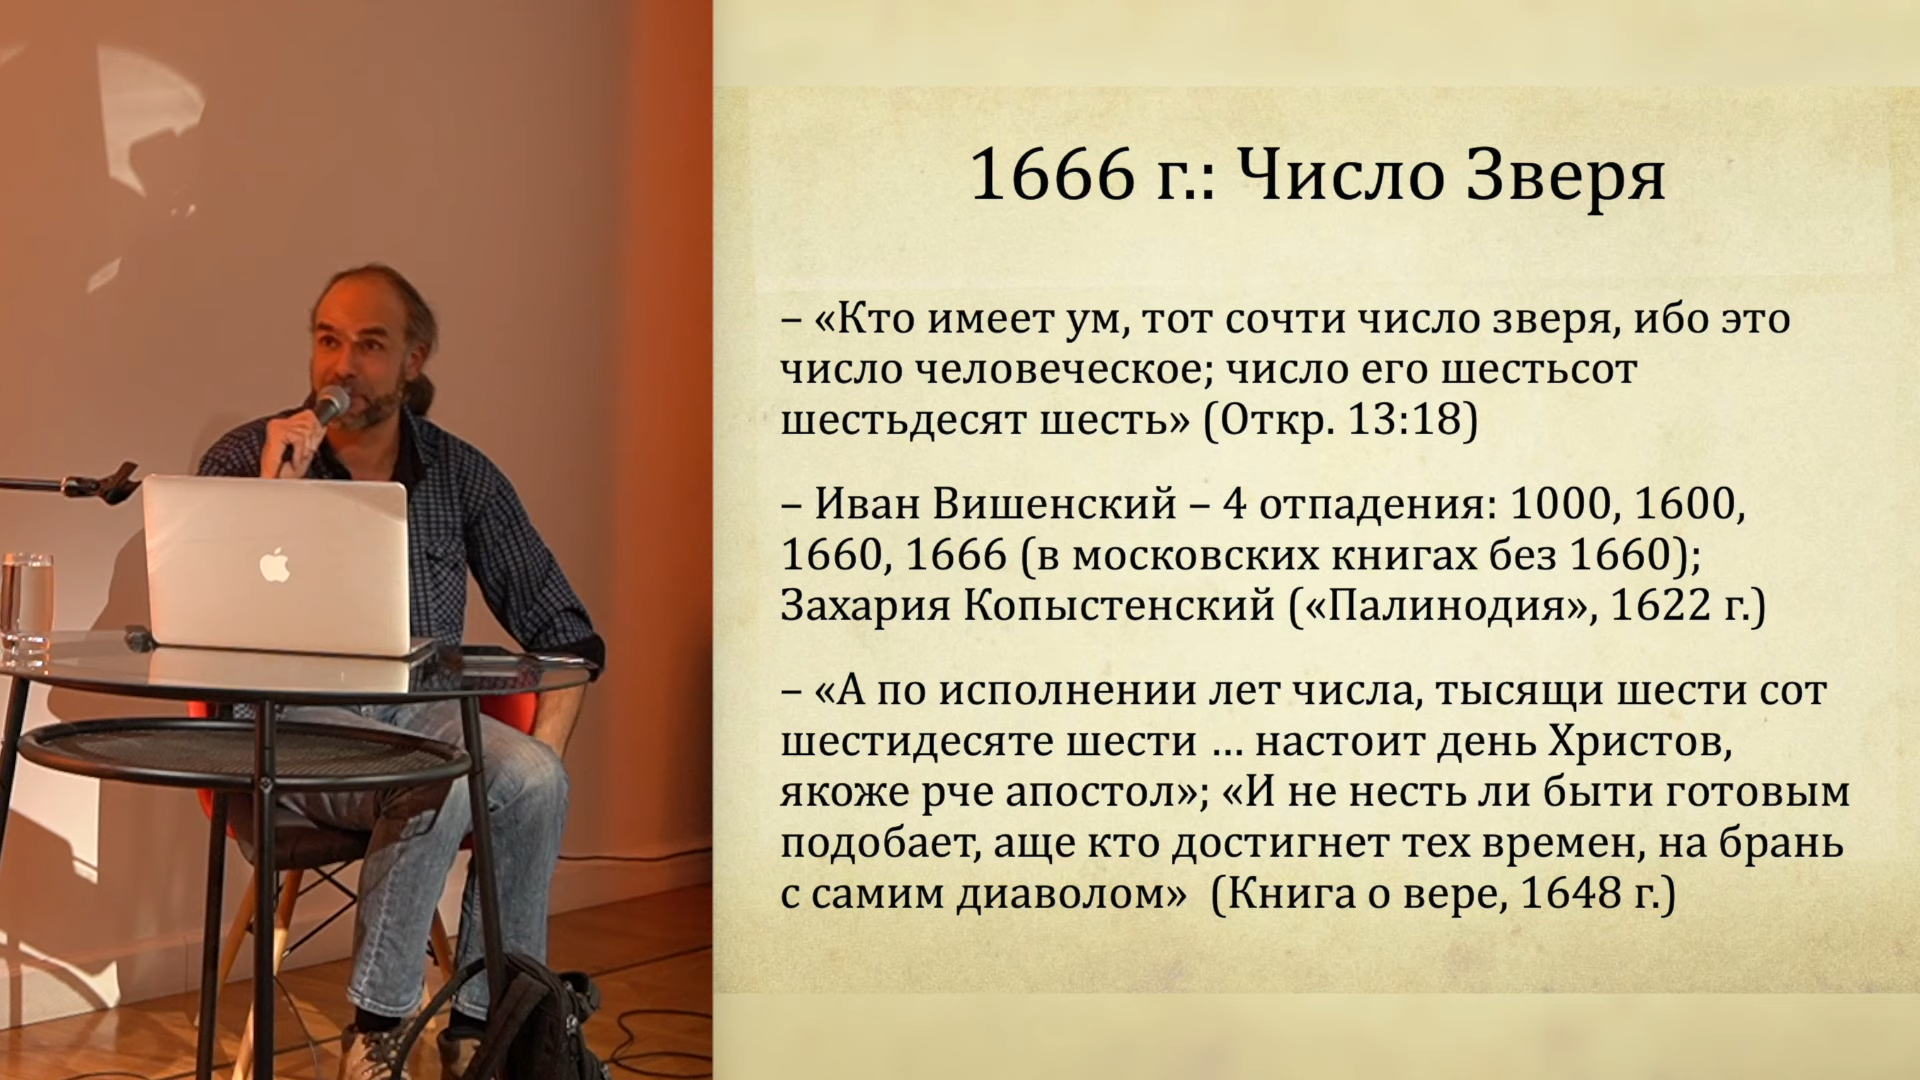 1666 г.: Число Зверя
– «Кто имеет ум, тот сочти число зверя, ибо это
число человеческое; число его шестьсот
шестьдесят шесть» (Откр. 13:18)
– Иван Вишенский – 4 отпадения: 1000, 1600,
1660, 1666 (в московских книгах без 1660);
Захария Копыстенский («Палинодия», 1622 г.)
– «А по исполнении лет числа, тысящи шести сот
шестидесяте шести ... настоит день Христов,
якоже рче апостол»; «И не несть ли быти готовым
подобает, аще кто достигнет тех времен, на брань
с самим диаволом» (Книга о вере, 1648 г.)